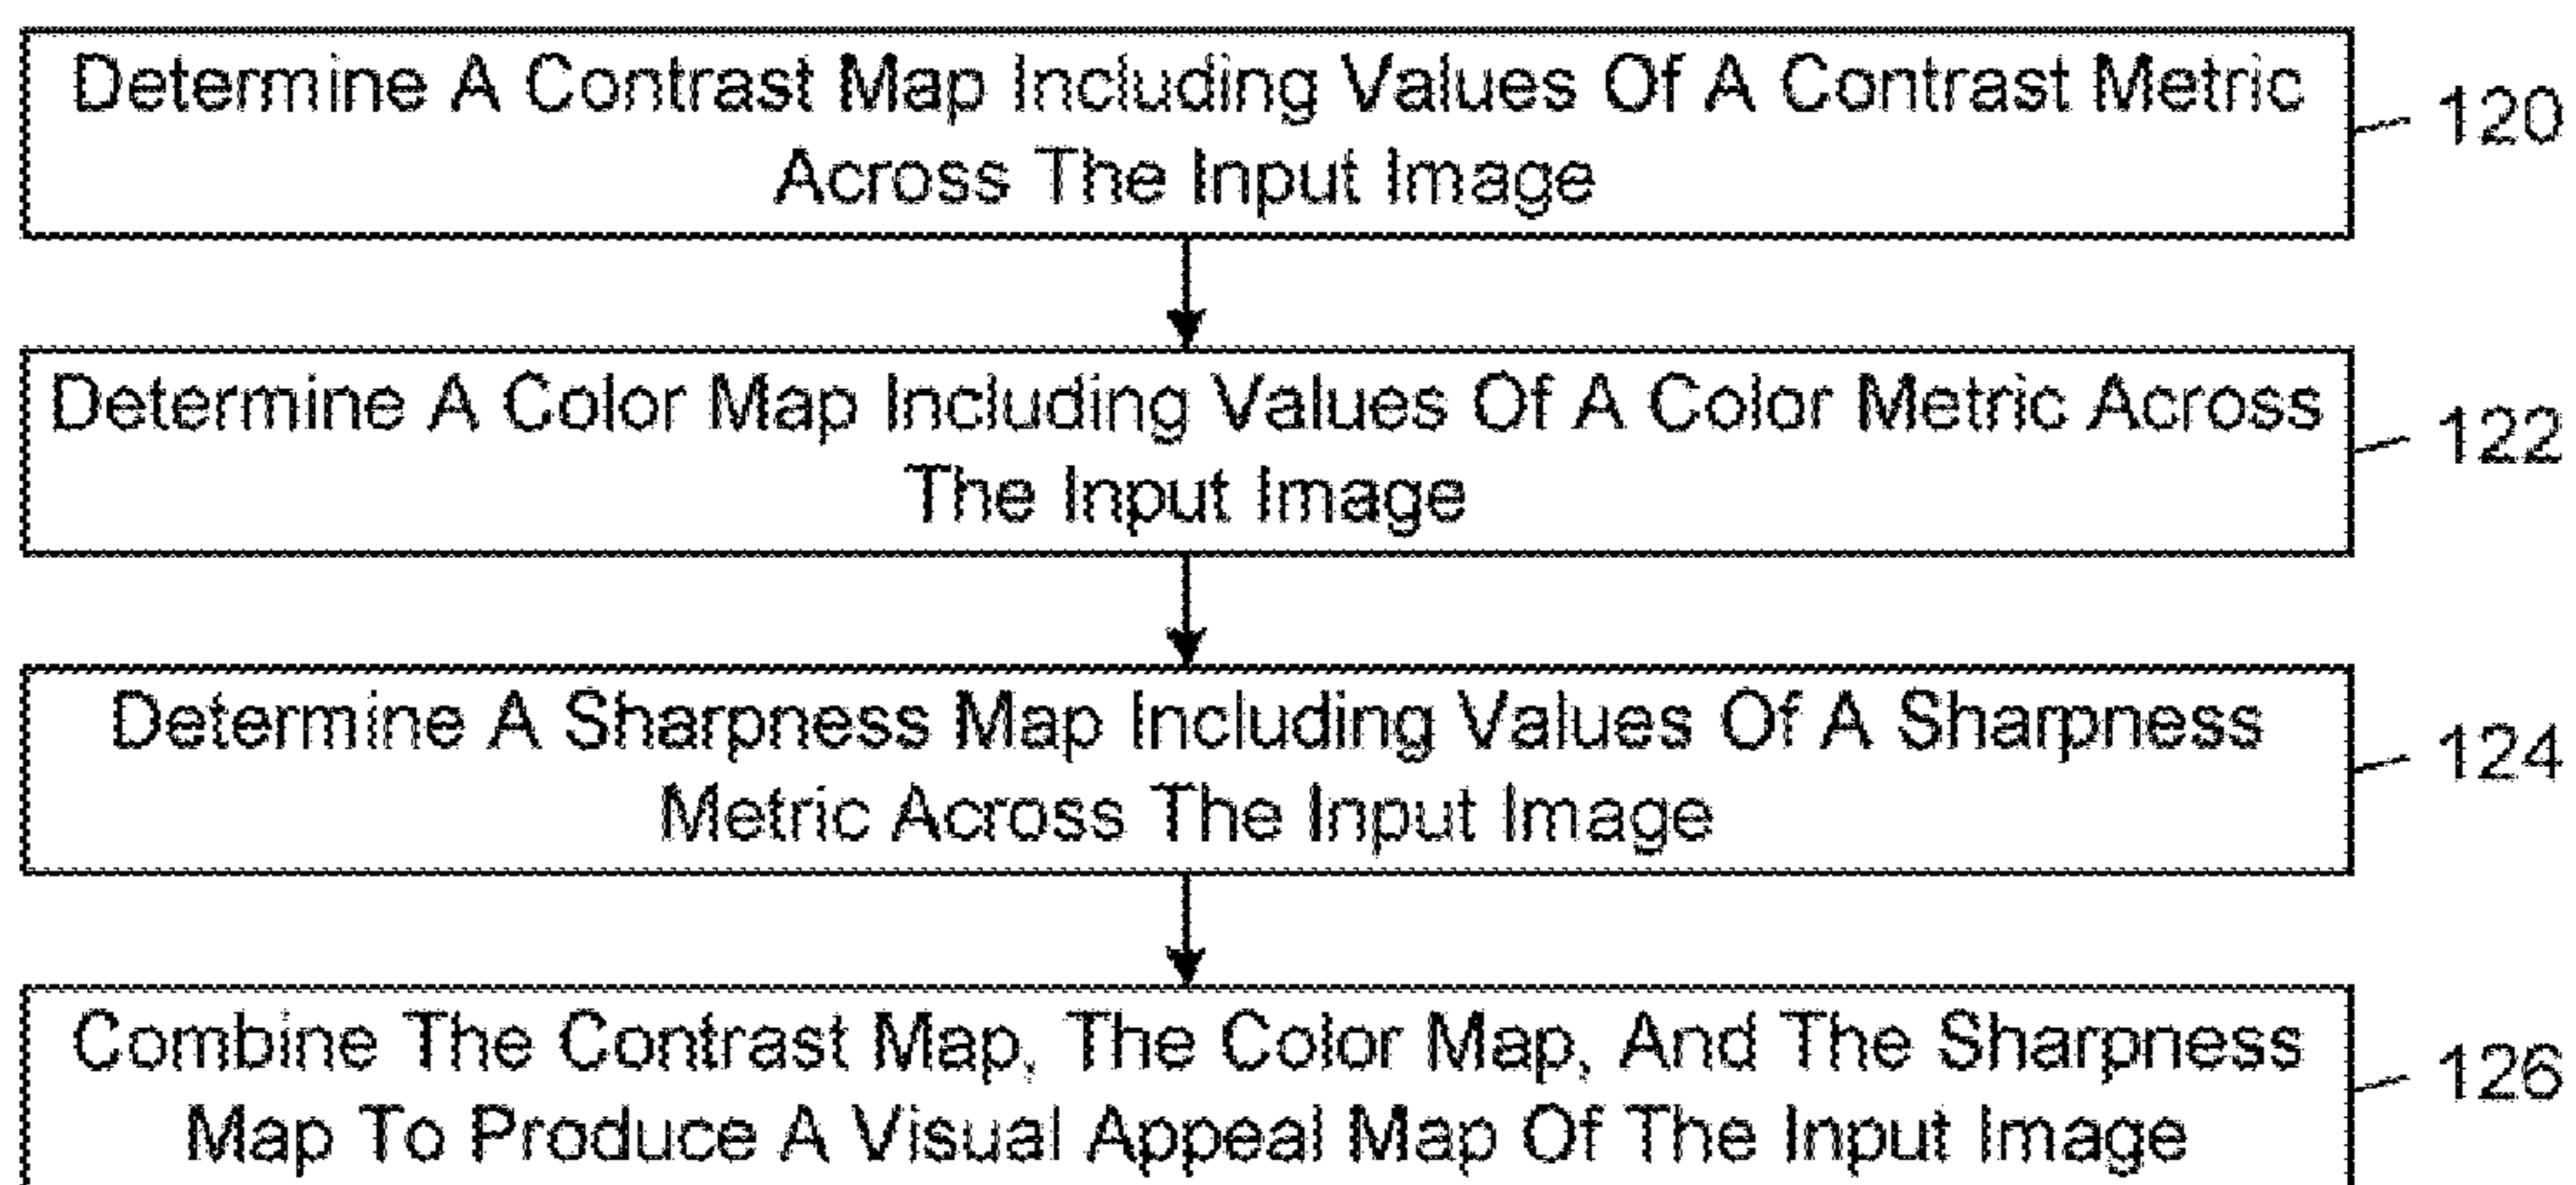 Determine A Contrast Map Including Values Of A Contrast Metric
Across The Input Image
120
Determine A Color Map Including Values Of A Color Metric Across
The Input Image
122
Determine A Sharpness Map Including Values Of A Sharpness
Metric Across The Input Image
124
Combine The Contrast Map, The Color Map, And The Sharpness
Map To Produce A Visual Appeal Map Of The Input Image
126